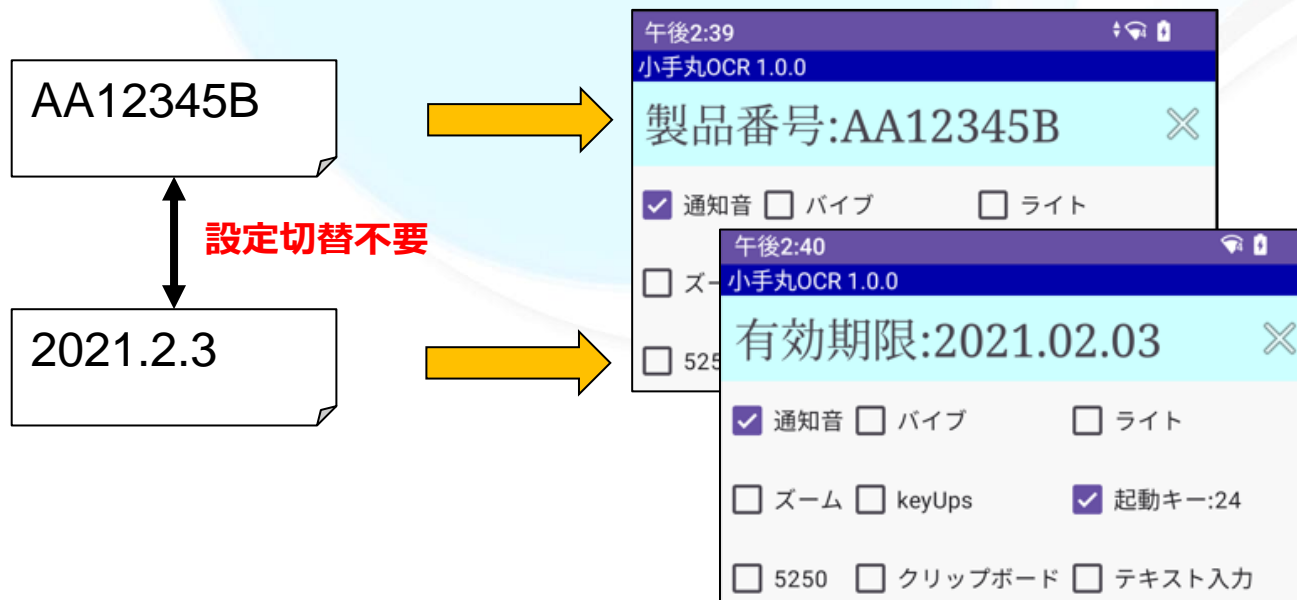 AA12345B
設定切替不要
2021.2.3
午後2:39
小手丸OCR 1.0.0
製品番号:AA12345B
通知音 バイブ ライト
ズー
525
午後2:40
小手丸OCR 1.0.0
有効期限:2021.02.03
通知音 バイブ ライト
ズーム keyUps 起動キー:24
5250 クリップボード テキスト入力